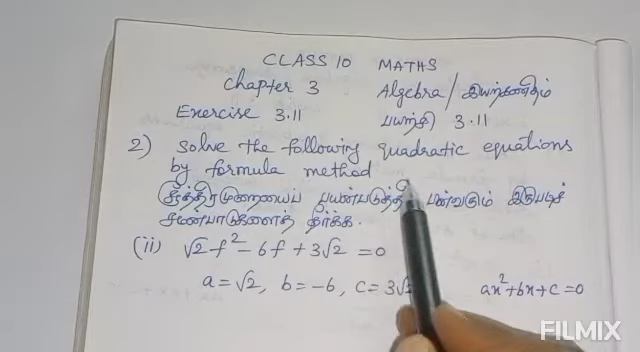 CLASS 10 MATHS
Chapter 3 Algebra / இயற்கணிதம்
Exercise 3.11 பயிற்சி 3.11
2) Solve the following quadratic equations
by formula method
சூத்திரமுறையைப் பயன்படுத்தி பின்வரும் இருபடிச்
சமன்பாடுகளைத் தீர்க்க.
(ii) √2 f² - 6f + 3√2 = 0
a = √2, b = -6, c = 3√2 ax² + bx + c = 0
FILMIX